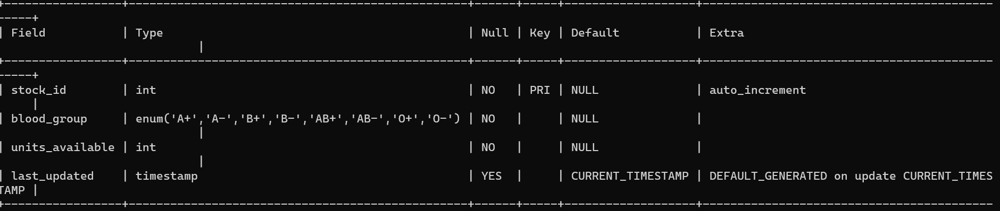 +-----------------+-------------------------------------------------+------+-----+-------------------+------------------------------------------
-----+
| Field           | Type                                            | Null | Key | Default           | Extra
                             |
+-----------------+-------------------------------------------------+------+-----+-------------------+------------------------------------------
-----+
| stock_id        | int                                             | NO   | PRI | NULL              | auto_increment
     |
| blood_group     | enum('A+','A-','B+','B-','AB+','AB-','O+','O-') | NO   |     | NULL              |
                             |
| units_available | int                                             | NO   |     | NULL              |
                             |
| last_updated    | timestamp                                       | YES  |     | CURRENT_TIMESTAMP | DEFAULT_GENERATED on update CURRENT_TIMES
TAMP |
+-----------------+-------------------------------------------------+------+-----+-------------------+------------------------------------------